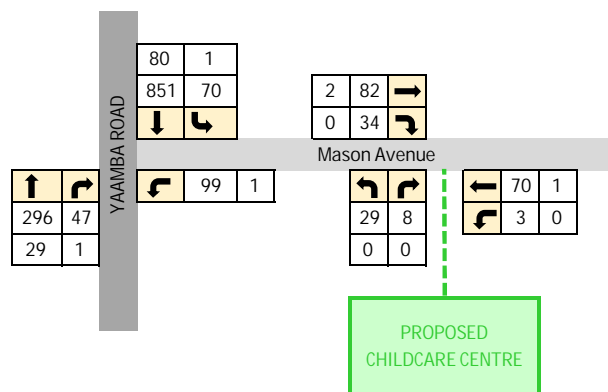 80 1
851 70
YAAMBA ROAD
2 82
0 34
Mason Avenue
99 1
296 47
29 1
29 8
0 0
70 1
3 0
PROPOSED
CHILDCARE CENTRE